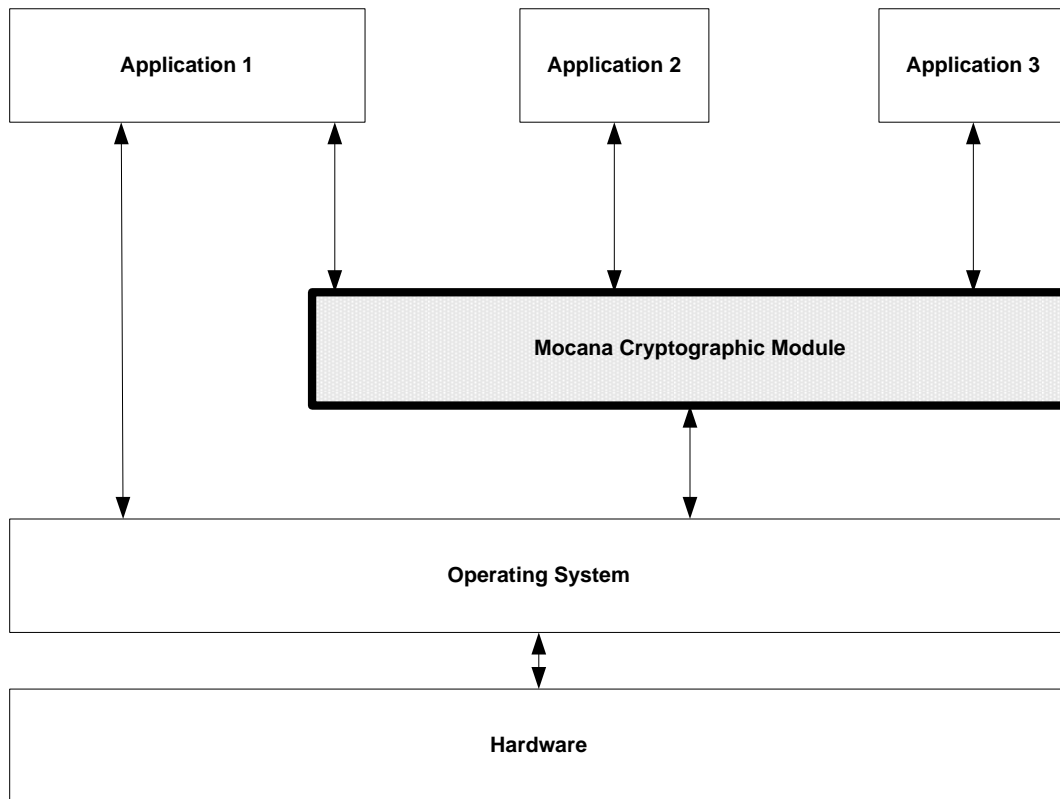 Application 1
Application 2
Application 3
Mocana Cryptographic Module
Operating System
Hardware